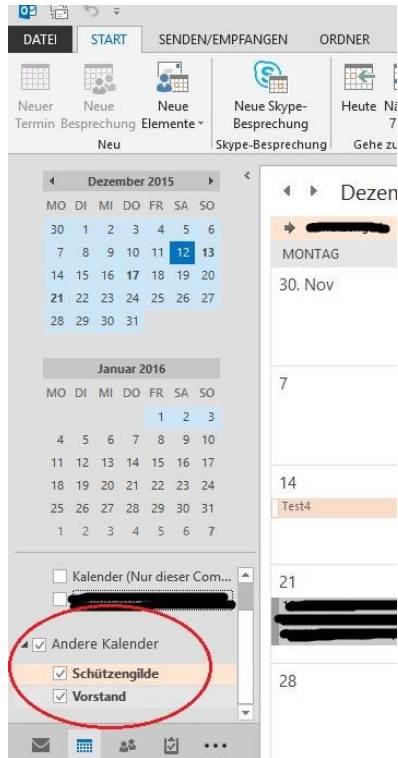 DATEI START SENDEN/EMPFANGEN ORDNER
Neuer Termin
Neue Besprechung
Neue Elemente
Neue Skype-Besprechung
Heute
7
Neu
Skype-Besprechung
Gehe zu
Dezember 2015
MO DI MI DO FR SA SO
30 1 2 3 4 5 6
7 8 9 10 11 12 13
14 15 16 17 18 19 20
21 22 23 24 25 26 27
28 29 30 31
Januar 2016
MO DI MI DO FR SA SO
1 2 3
4 5 6 7 8 9 10
11 12 13 14 15 16 17
18 19 20 21 22 23 24
25 26 27 28 29 30 31
1 2 3 4 5 6 7
Kalender (Nur dieser Com...
Andere Kalender
Schützengilde
Vorstand
Dezem
MONTAG
30. Nov
7
14
Test4
21
28